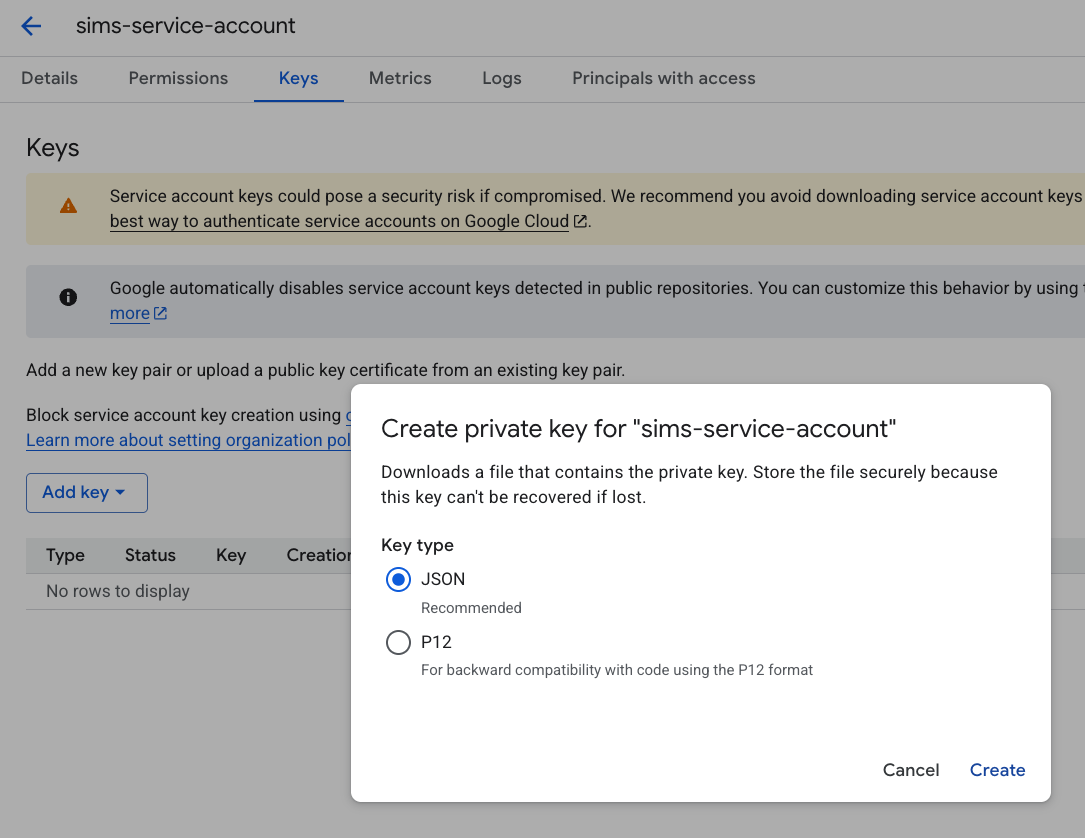 sims-service-account
Details Permissions Keys Metrics Logs Principals with access
Keys
Service account keys could pose a security risk if compromised. We recommend you avoid downloading service account keys
best way to authenticate service accounts on Google Cloud.
Google automatically disables service account keys detected in public repositories. You can customize this behavior by using
more
Add a new key pair or upload a public key certificate from an existing key pair.
Block service account key creation using
Learn more about setting organization pol
Add key
Type Status Key Creation
No rows to display
Create private key for "sims-service-account"
Downloads a file that contains the private key. Store the file securely because
this key can't be recovered if lost.
Key type
JSON
Recommended
P12
For backward compatibility with code using the P12 format
Cancel Create